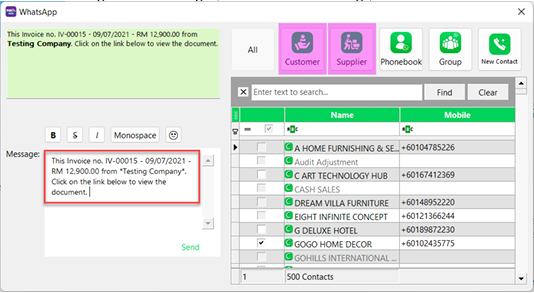 WhatsApp
This Invoice no. IV-00015 - 09/07/2021 - RM 12,900.00 from
Testing Company. Click on the link below to view the document.
All
Customer
Supplier
Phonebook
Group
New Contact
Enter text to search...
Find
Clear
Name
Mobile
B
S
I
Monospace
Message:
This Invoice no. IV-00015 - 09/07/2021 -
RM 12,900.00 from *Testing Company*.
Click on the link below to view the
document.
Send
A HOME FURNISHING & SE... +60104785226
Audit Adjustment
C ART TECHNOLOGY HUB +60167412369
CASH SALES
DREAM VILLA FURNITURE +60148952220
EIGHT INFINITE CONCEPT +60121366244
G DELUXE HOTEL +60189872230
GOGO HOME DECOR +60102435775
GOHILLS INTERNATIONAL ...
1
500 Contacts